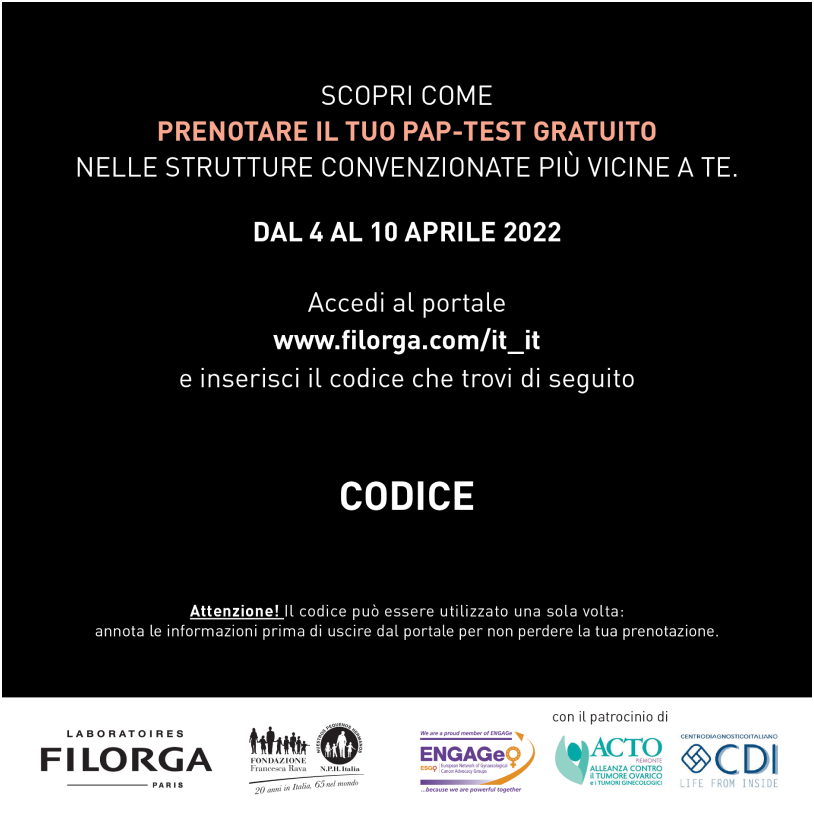 SCOPRI COME
PRENOTARE IL TUO PAP-TEST GRATUITO
NELLE STRUTTURE CONVENZIONATE PIÙ VICINE A TE.
DAL 4 AL 10 APRILE 2022
Accedi al portale
www.filorga.com/it_it
e inserisci il codice che trovi di seguito
CODICE
Attenzione! Il codice può essere utilizzato una sola volta:
annota le informazioni prima di uscire dal portale per non perdere la tua prenotazione.
con il patrocinio di
LABORATOIRES
FILORGA
PARIS
FONDAZIONE
Francesca Rava
NUESTROS PEQUEÑOS HERMANOS
N.P.H. Italia
20 anni in Italia, 65 nel mondo
We are a proud member of ENGAGe
ENGAGe
ESGO
European Network of Gynaecological
Cancer Advocacy Groups
...because we are powerful together
ACTO
PIEMONTE
ALLEANZA CONTRO
il TUMORE OVARICO
e i TUMORI GINECOLOGICI
CENTRODIAGNOSTICOITALIANO
CDI
LIFE FROM INSIDE